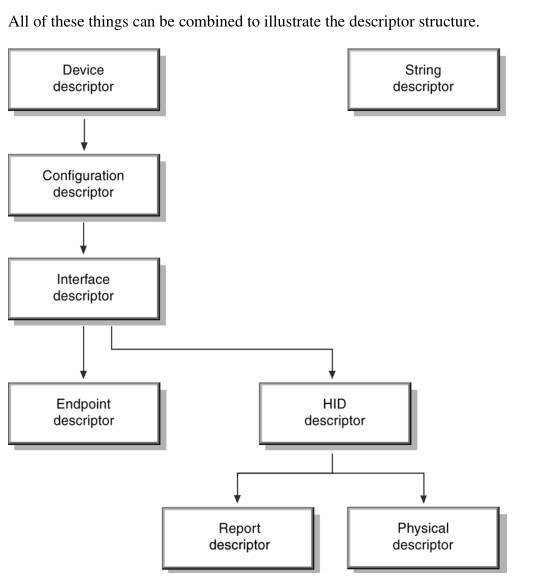 All of these things can be combined to illustrate the descriptor structure.
Device
descriptor
String
descriptor
Configuration
descriptor
Interface
descriptor
Endpoint
descriptor
HID
descriptor
Report
descriptor
Physical
descriptor